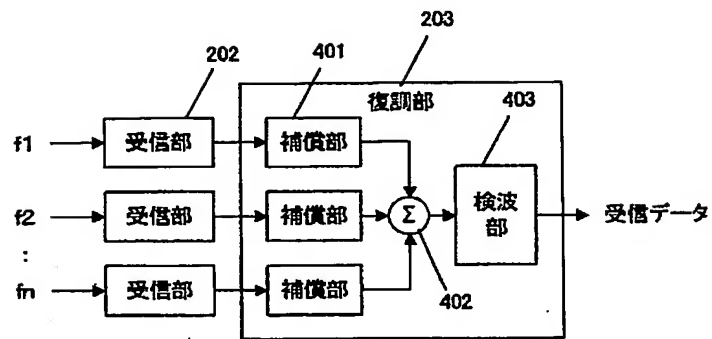 202
401
203
復調部
403
f1
受信部
補償部
f2
受信部
補償部
Σ
検波
部
受信データ
:
fn
受信部
補償部
402